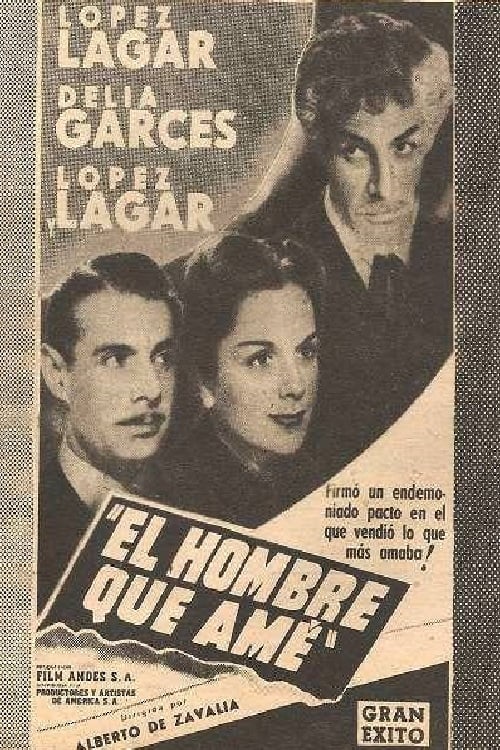 LOPEZ
LAGAR
DELIA
GARCES
LOPEZ
LAGAR
Firmó un endemo-
niado pacto en el
que vendió lo que
más amaba!
"EL HOMBRE
QUE AMÉ"
FILM ANDES S. A.
PRODUCTORES Y ARTISTAS
DE AMERICA S.A.
Dirigida por
ALBERTO DE ZAVALIA
GRAN
EXITO